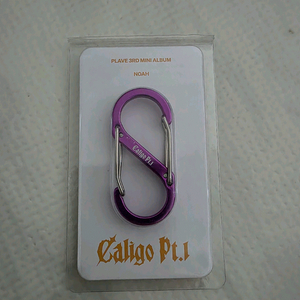 PLAVE 3RD MINI ALBUM
NOAH
Caligo Pt.1
Caligo Pt.1